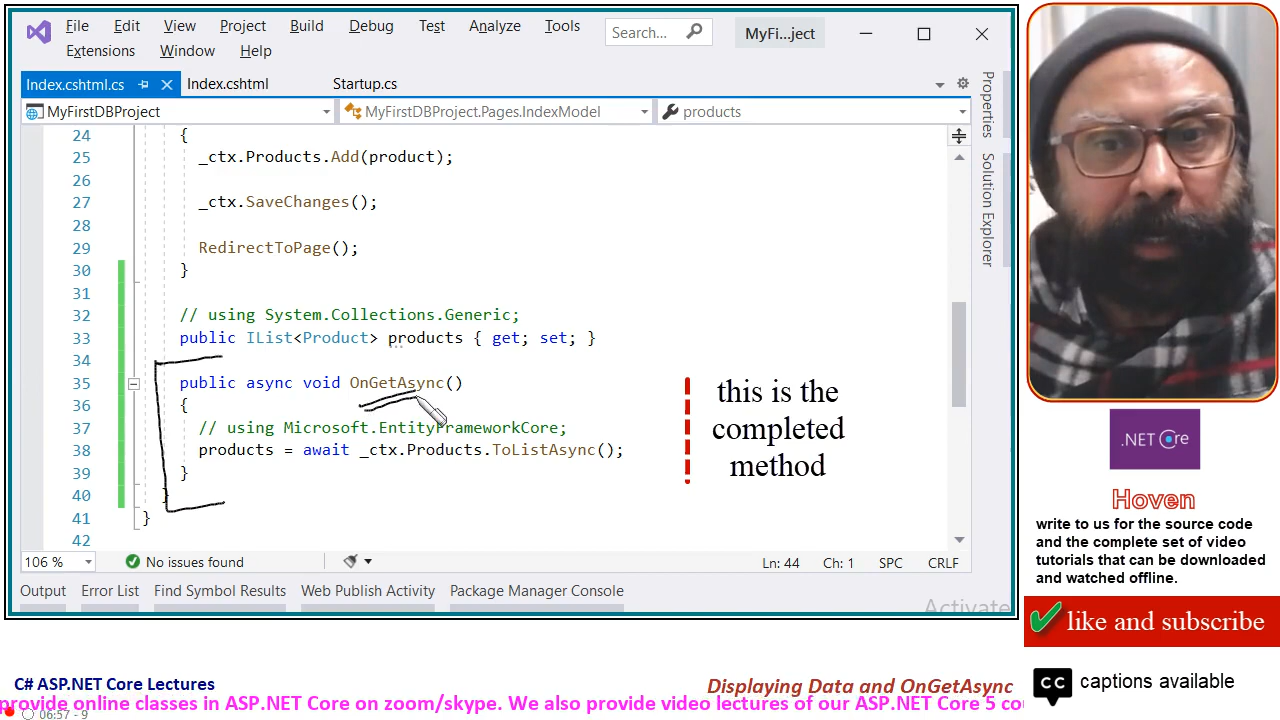 File Edit View Project Build Debug Test Analyze Tools Search... MyFi...ject
Extensions Window Help
Index.cshtml.cs Index.cshtml Startup.cs
MyFirstDBProject MyFirstDBProject.Pages.IndexModel products
Properties
Solution Explorer
24 {
25 _ctx.Products.Add(product);
26
27 _ctx.SaveChanges();
28
29 RedirectToPage();
30 }
31
32 // using System.Collections.Generic;
33 public IList<Product> products { get; set; }
34
35 public async void OnGetAsync()
36 {
37 // using Microsoft.EntityFrameworkCore;
38 products = await _ctx.Products.ToListAsync();
39 }
40 }
41 }
42
this is the
completed
method
106 % No issues found Ln: 44 Ch: 1 SPC CRLF
Output Error List Find Symbol Results Web Publish Activity Package Manager Console
Activate
.NET Core
Hoven
write to us for the source code
and the complete set of video
tutorials that can be downloaded
and watched offline.
like and subscribe
CC captions available
C# ASP.NET Core Lectures
Displaying Data and OnGetAsync
provide online classes in ASP.NET Core on zoom/skype. We also provide video lectures of our ASP.NET Core 5 co
06:57 - 9